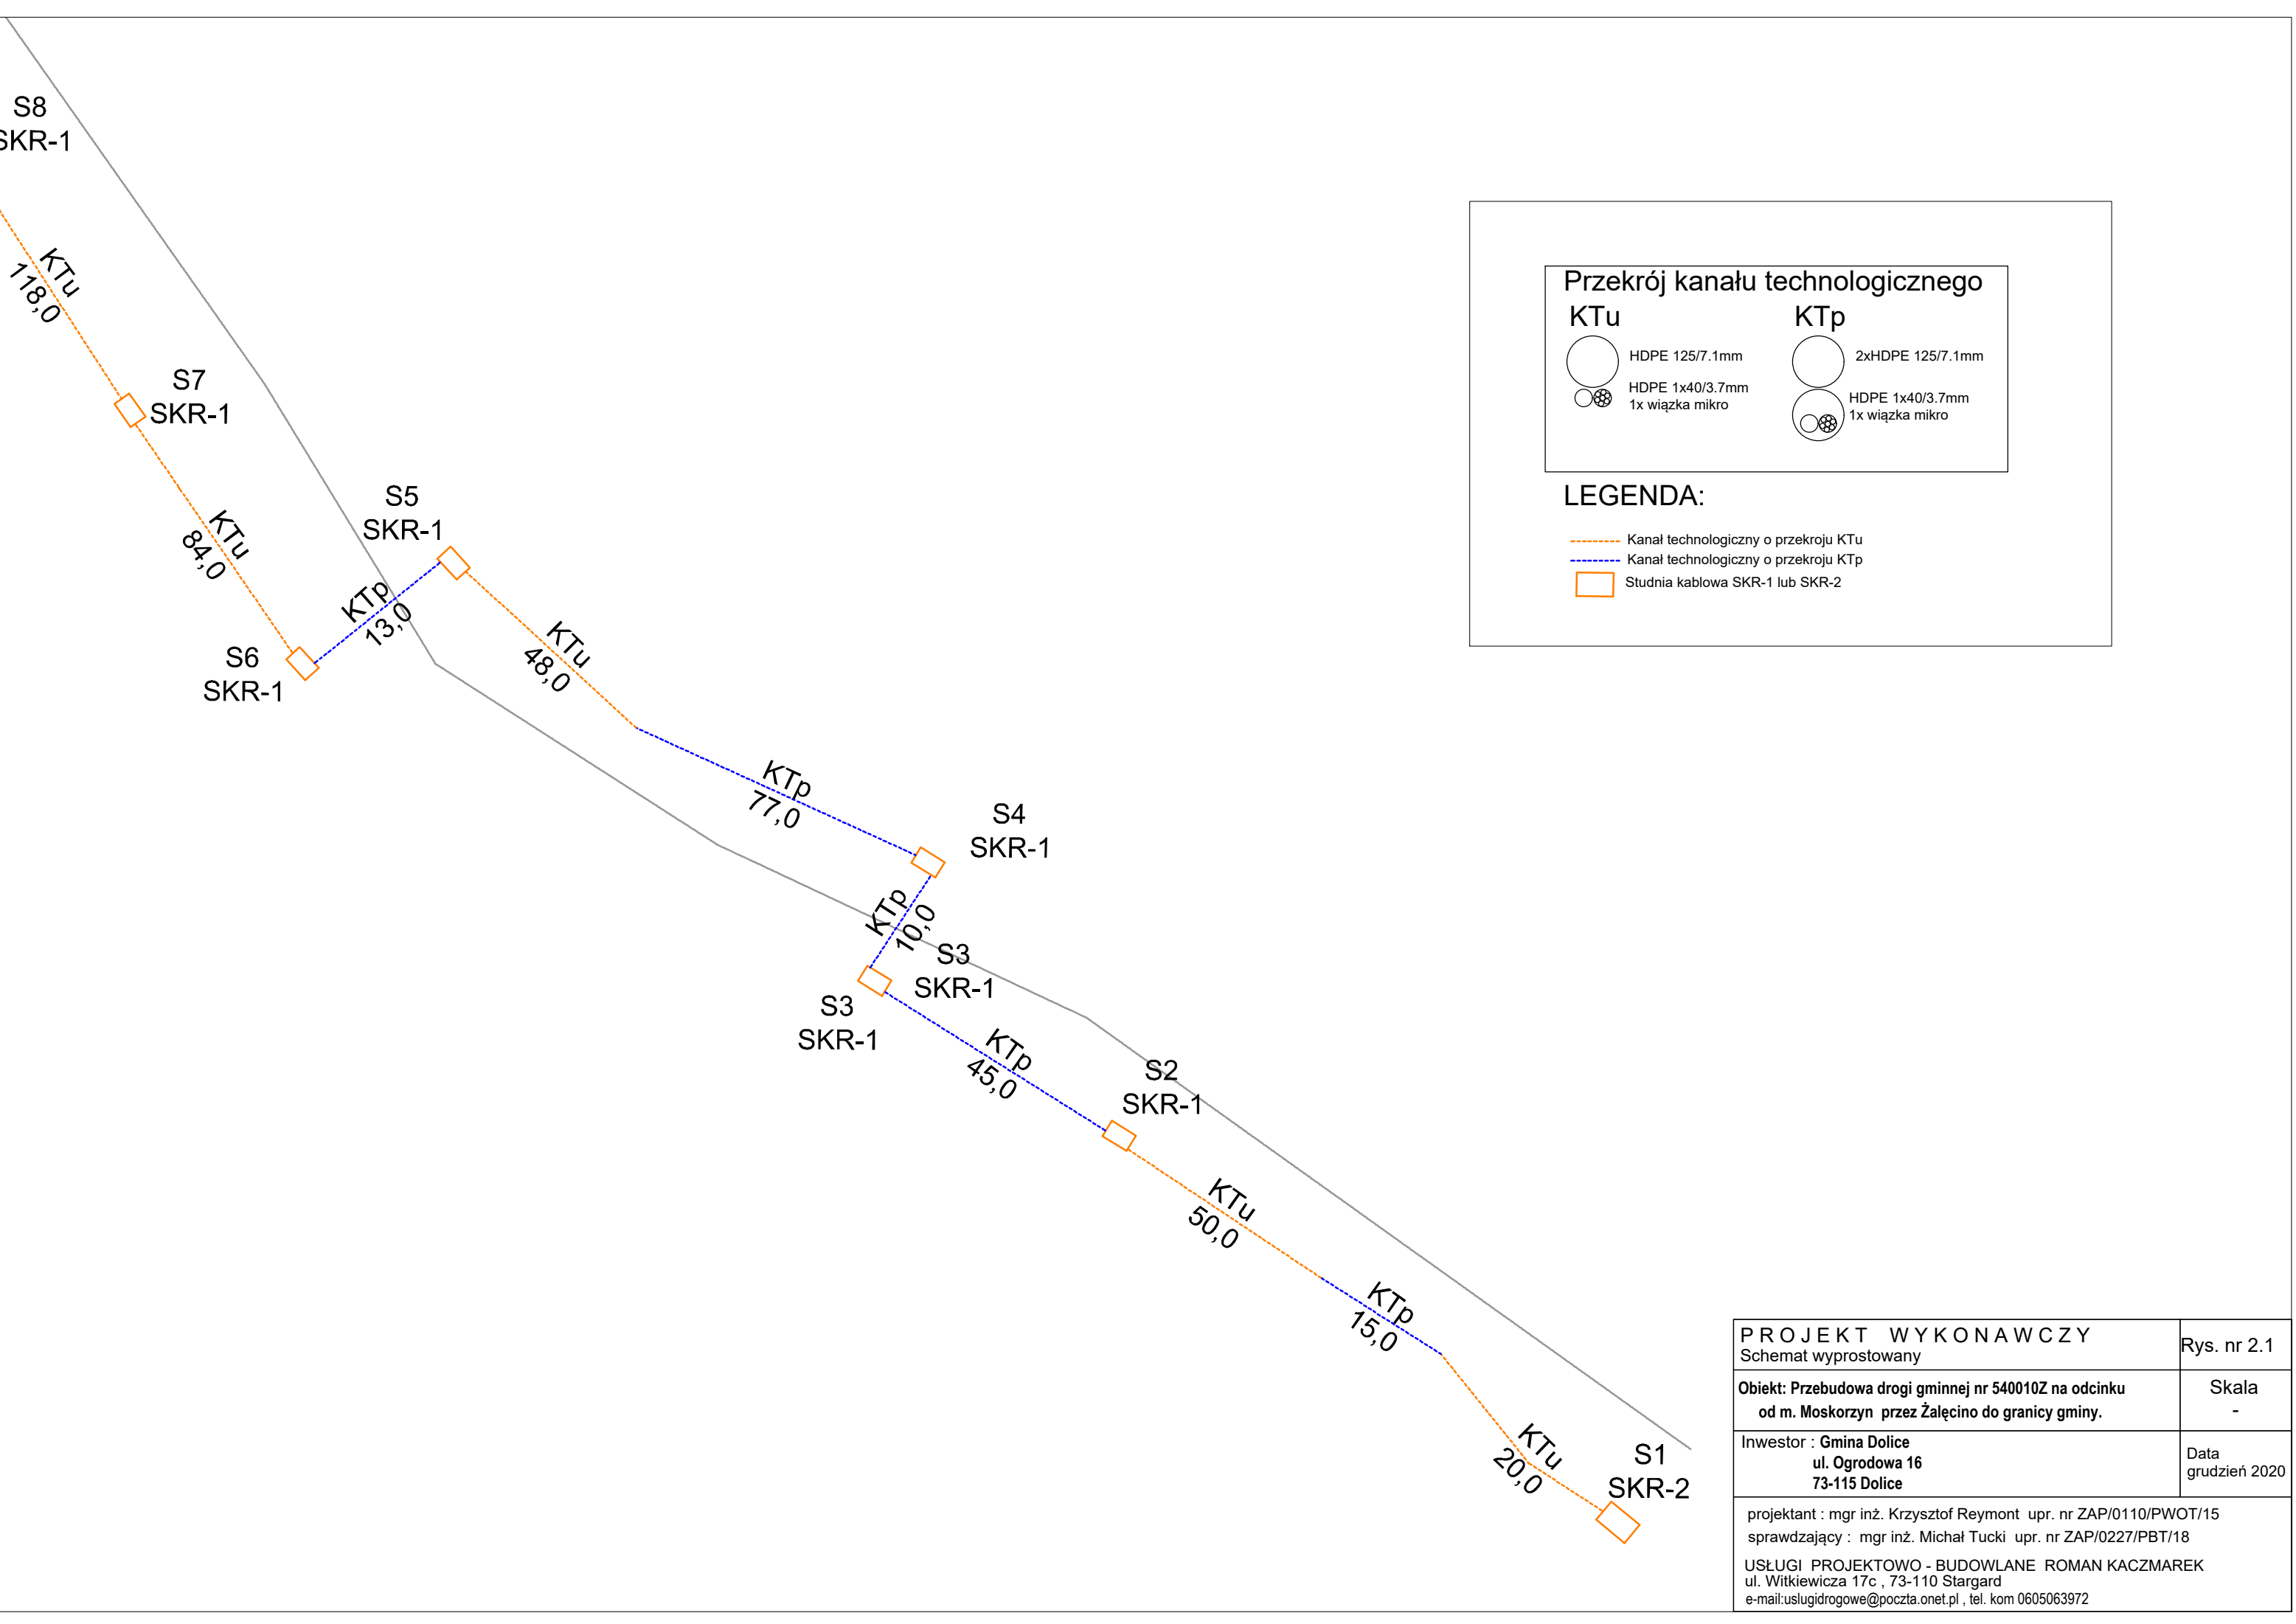 S8
SKR-1
KTu
118,0
S7
SKR-1
KTu
84,0
S6
SKR-1
KTp
13,0
S5
SKR-1
KTu
48,0
KTp
77,0
S4
SKR-1
KTp
10,0
S3
SKR-1
S3
SKR-1
KTp
45,0
S2
SKR-1
KTu
50,0
KTp
15,0
KTu
20,0
S1
SKR-2
Przekrój kanału technologicznego
KTu
HDPE 125/7.1mm
HDPE 1x40/3.7mm
1x wiązka mikro
KTp
2xHDPE 125/7.1mm
HDPE 1x40/3.7mm
1x wiązka mikro
LEGENDA:
Kanał technologiczny o przekroju KTu
Kanał technologiczny o przekroju KTp
Studnia kablowa SKR-1 lub SKR-2
PROJEKT WYKONAWCZY
Schemat wyprostowany
Rys. nr 2.1
Obiekt: Przebudowa drogi gminnej nr 540010Z na odcinku
od m. Moskorzyn przez Żalęcino do granicy gminy.
Skala
-
Inwestor : Gmina Dolice
ul. Ogrodowa 16
73-115 Dolice
Data
grudzień 2020
projektant : mgr inż. Krzysztof Reymont upr. nr ZAP/0110/PWOT/15
sprawdzający : mgr inż. Michał Tucki upr. nr ZAP/0227/PBT/18
USŁUGI PROJEKTOWO - BUDOWLANE ROMAN KACZMAREK
ul. Witkiewicza 17c , 73-110 Stargard
e-mail:uslugidrogowe@poczta.onet.pl , tel. kom 0605063972